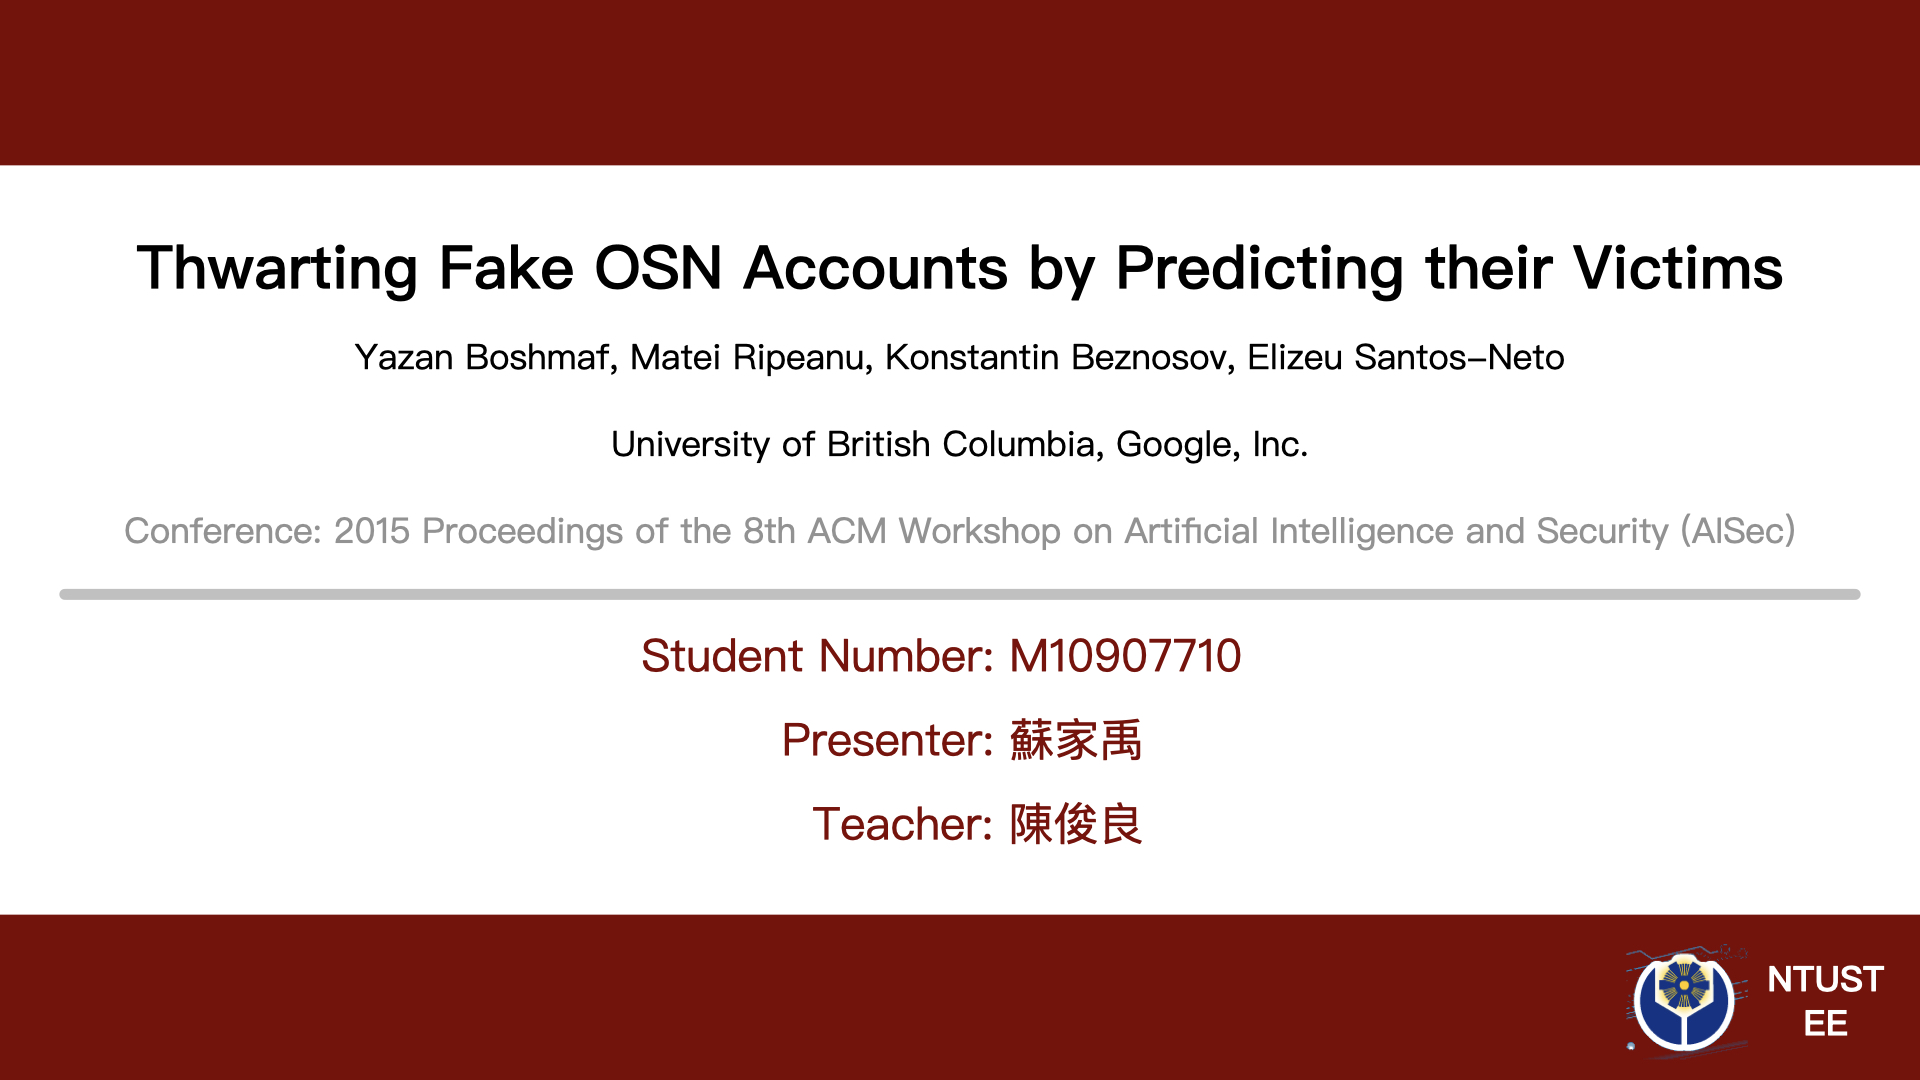 Thwarting Fake OSN Accounts by Predicting their Victims
Yazan Boshmaf, Matei Ripeanu, Konstantin Beznosov, Elizeu Santos-Neto
University of British Columbia, Google, Inc.
Conference: 2015 Proceedings of the 8th ACM Workshop on Artificial Intelligence and Security (AISec)
Student Number: M10907710
Presenter: 蘇家禹
Teacher: 陳俊良
NTUST
EE